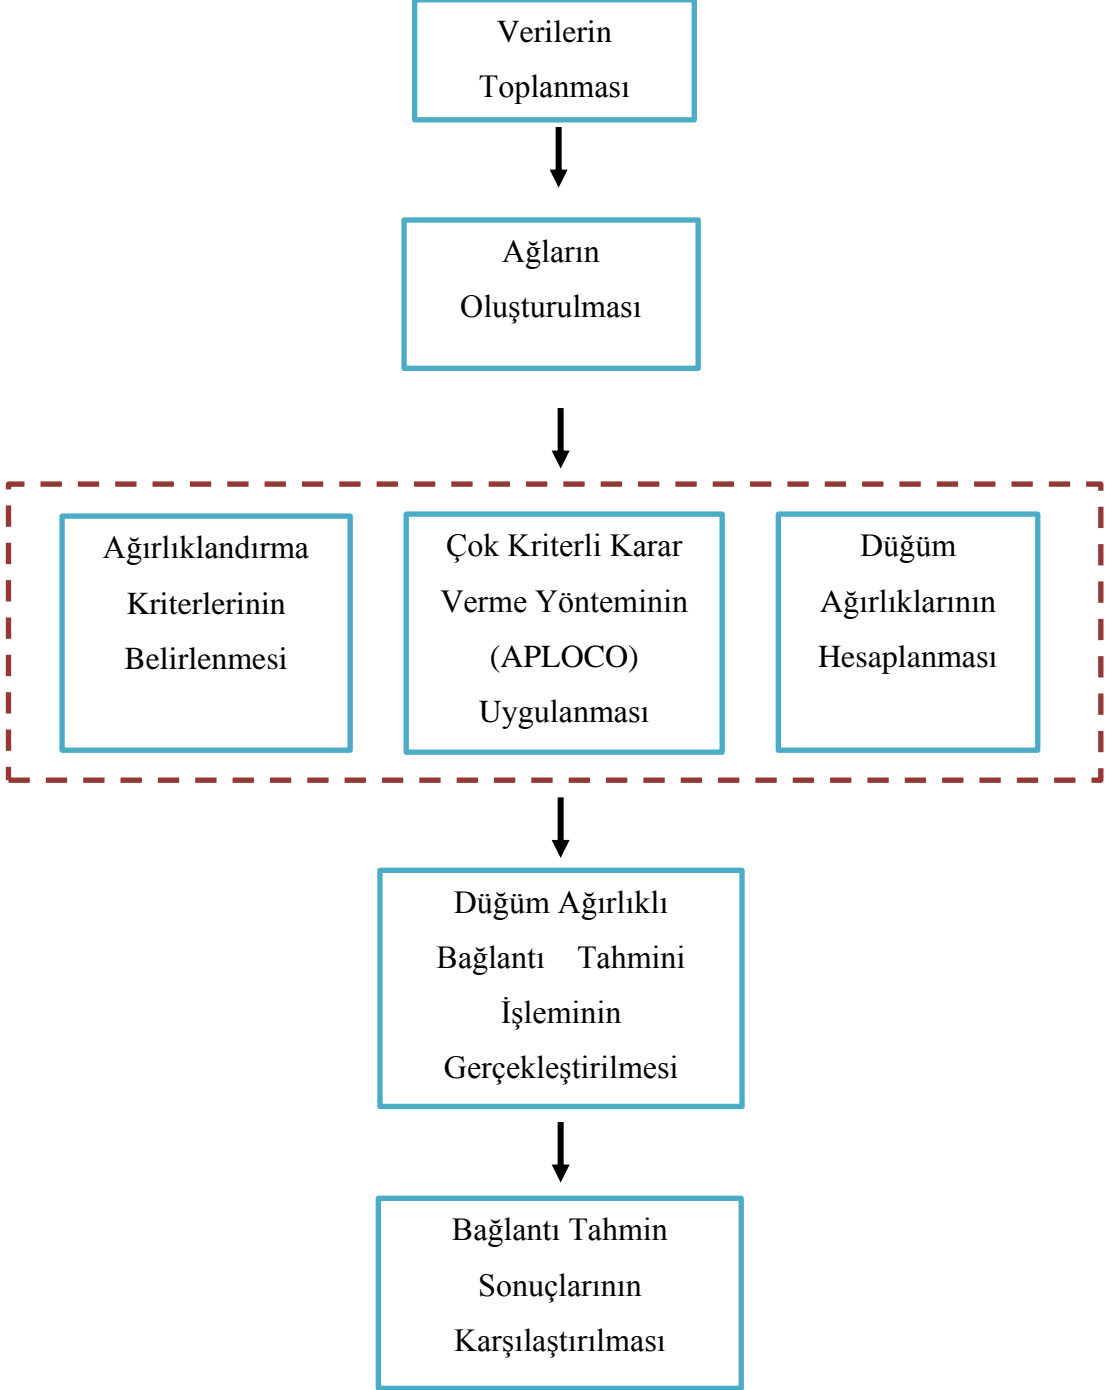 Verilerin
Toplanması
Ağların
Oluşturulması
Ağırlıklandırma
Kriterlerinin
Belirlenmesi
Çok Kriterli Karar
Verme Yönteminin
(APLOCO)
Uygulanması
Düğüm
Ağırlıklarının
Hesaplanması
Düğüm Ağırlıklı
Bağlantı Tahmini
İşleminin
Gerçekleştirilmesi
Bağlantı Tahmin
Sonuçlarının
Karşılaştırılması